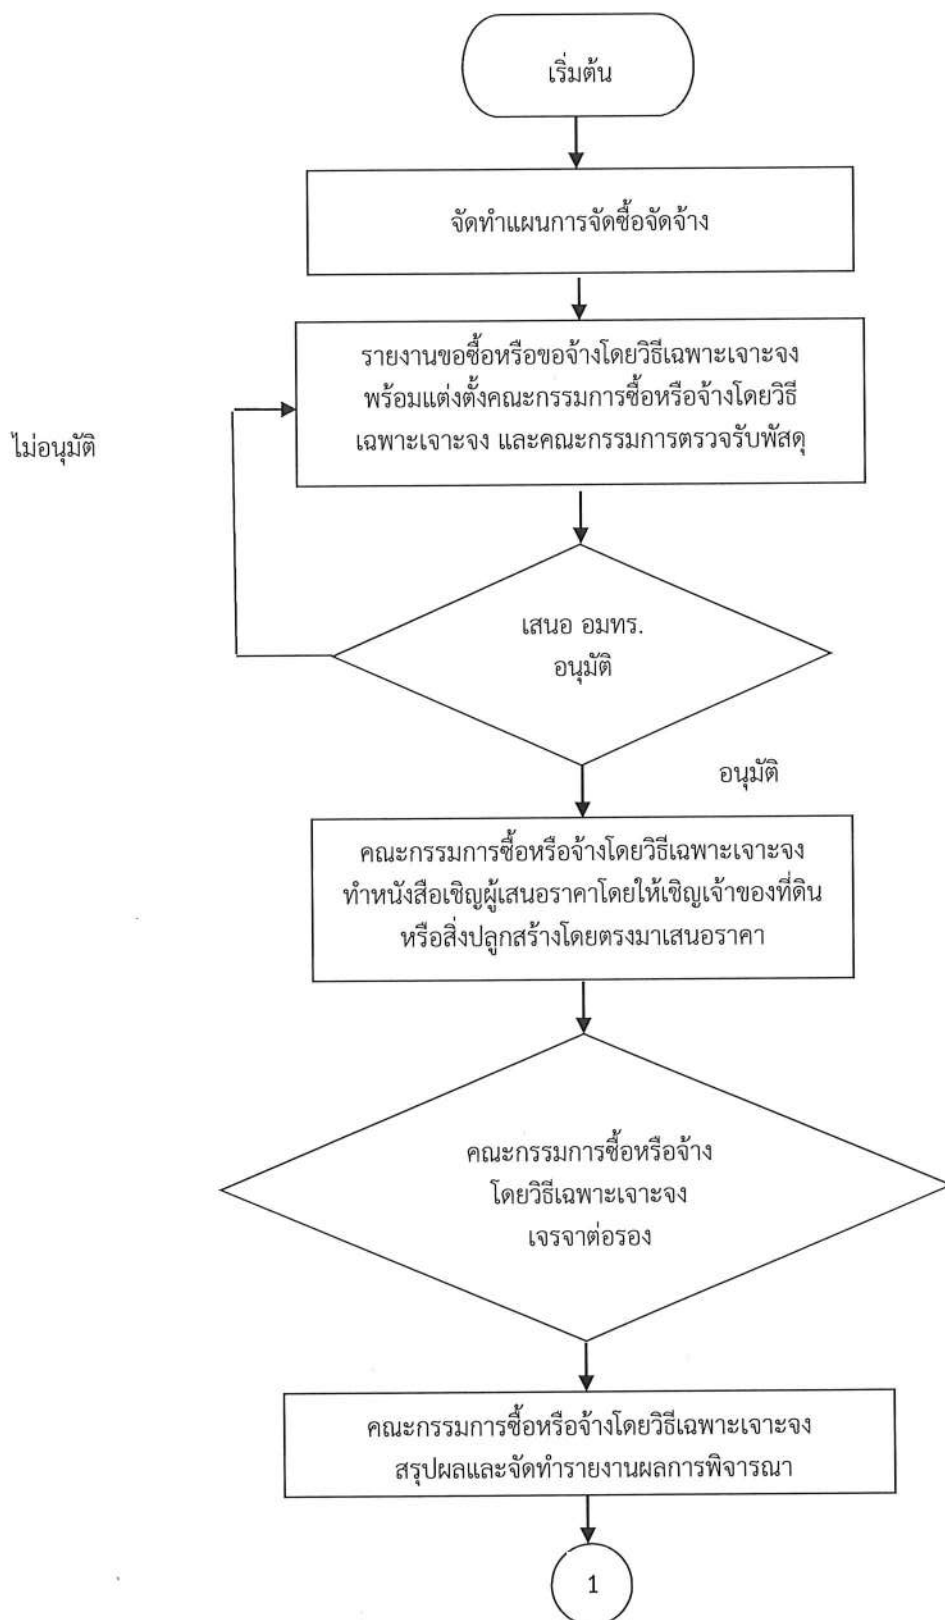 เริ่มต้น
จัดทำแผนการจัดซื้อจัดจ้าง
รายงานขอซื้อหรือขอจ้างโดยวิธีเฉพาะเจาะจง
พร้อมแต่งตั้งคณะกรรมการซื้อหรือจ้างโดยวิธี
เฉพาะเจาะจง และคณะกรรมการตรวจรับพัสดุ
ไม่อนุมัติ
เสนอ อมทร.
อนุมัติ
อนุมัติ
คณะกรรมการซื้อหรือจ้างโดยวิธีเฉพาะเจาะจง
ทำหนังสือเชิญผู้เสนอราคาโดยให้เชิญเจ้าของที่ดิน
หรือสิ่งปลูกสร้างโดยตรงมาเสนอราคา
คณะกรรมการซื้อหรือจ้าง
โดยวิธีเฉพาะเจาะจง
เจรจาต่อรอง
คณะกรรมการซื้อหรือจ้างโดยวิธีเฉพาะเจาะจง
สรุปผลและจัดทำรายงานผลการพิจารณา
1